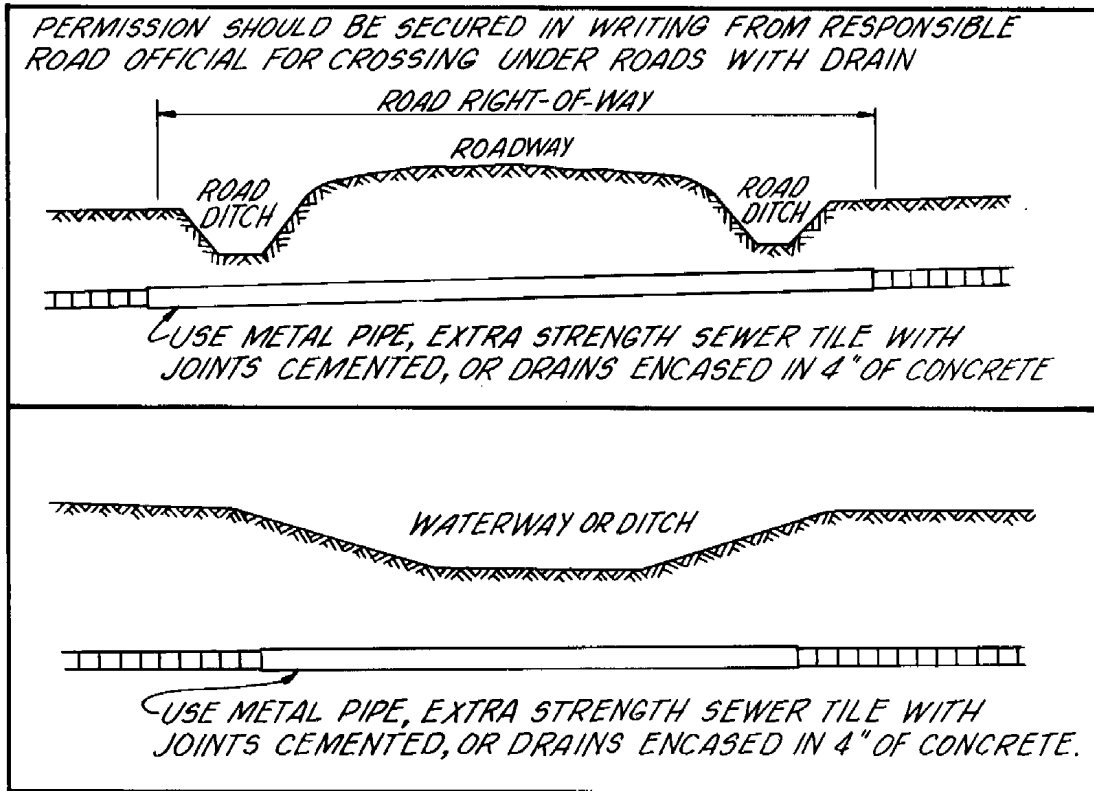 PERMISSION SHOULD BE SECURED IN WRITING FROM RESPONSIBLE
ROAD OFFICIAL FOR CROSSING UNDER ROADS WITH DRAIN
ROAD RIGHT-OF-WAY
ROADWAY
ROAD
DITCH
ROAD
DITCH
USE METAL PIPE, EXTRA STRENGTH SEWER TILE WITH
JOINTS CEMENTED, OR DRAINS ENCASED IN 4" OF CONCRETE
WATERWAY OR DITCH
USE METAL PIPE, EXTRA STRENGTH SEWER TILE WITH
JOINTS CEMENTED, OR DRAINS ENCASED IN 4" OF CONCRETE.